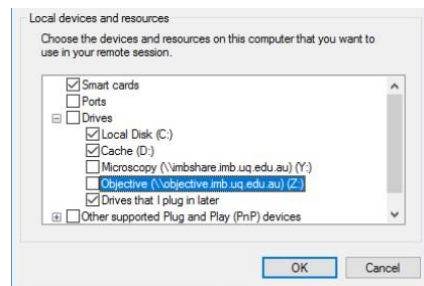 Local devices and resources
Choose the devices and resources on this computer that you want to
use in your remote session.
Smart cards
Ports
Drives
Local Disk (C:)
Cache (D:)
Microscopy (\\imbshare.imb.uq.edu.au) (Y:)
Objective (\\objective.imb.uq.edu.au) (Z:)
Drives that I plug in later
Other supported Plug and Play (PnP) devices
OK Cancel